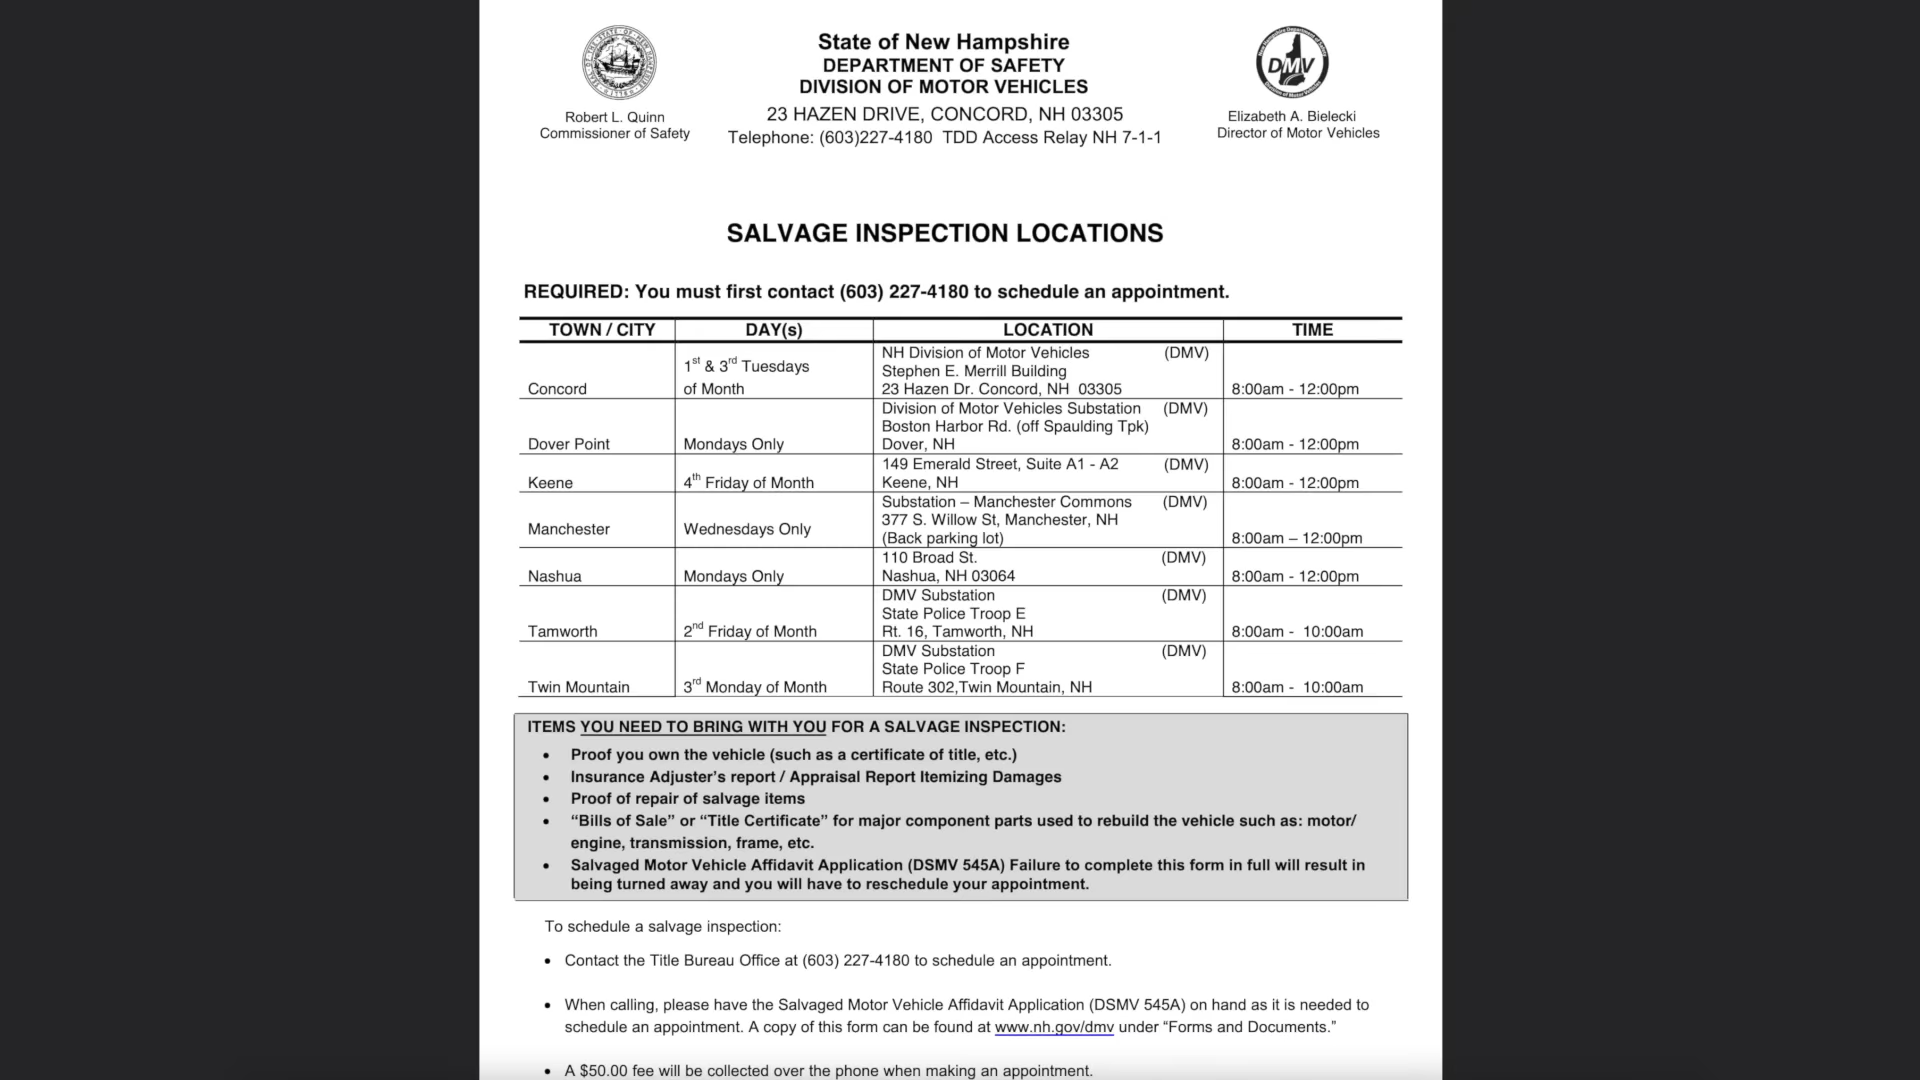 State of New Hampshire
DEPARTMENT OF SAFETY
DIVISION OF MOTOR VEHICLES
23 HAZEN DRIVE, CONCORD, NH 03305
Telephone: (603)227-4180  TDD Access Relay NH 7-1-1
Robert L. Quinn
Commissioner of Safety
DMV
Elizabeth A. Bielecki
Director of Motor Vehicles
SALVAGE INSPECTION LOCATIONS
REQUIRED: You must first contact (603) 227-4180 to schedule an appointment.
TOWN / CITY DAY(s) LOCATION TIME
NH Division of Motor Vehicles (DMV)
1st & 3rd Tuesdays Stephen E. Merrill Building
Concord of Month 23 Hazen Dr. Concord, NH  03305 8:00am - 12:00pm
Division of Motor Vehicles Substation (DMV)
Boston Harbor Rd. (off Spaulding Tpk)
Dover Point Mondays Only Dover, NH 8:00am - 12:00pm
149 Emerald Street, Suite A1 - A2 (DMV)
Keene 4th Friday of Month Keene, NH 8:00am - 12:00pm
Substation – Manchester Commons (DMV)
Manchester Wednesdays Only 377 S. Willow St, Manchester, NH
(Back parking lot) 8:00am – 12:00pm
110 Broad St. (DMV)
Nashua Mondays Only Nashua, NH 03064 8:00am - 12:00pm
DMV Substation (DMV)
State Police Troop E
Tamworth 2nd Friday of Month Rt. 16, Tamworth, NH 8:00am -  10:00am
DMV Substation (DMV)
State Police Troop F
Twin Mountain 3rd Monday of Month Route 302,Twin Mountain, NH 8:00am -  10:00am
ITEMS YOU NEED TO BRING WITH YOU FOR A SALVAGE INSPECTION:
• Proof you own the vehicle (such as a certificate of title, etc.)
• Insurance Adjuster’s report / Appraisal Report Itemizing Damages
• Proof of repair of salvage items
• “Bills of Sale” or “Title Certificate” for major component parts used to rebuild the vehicle such as: motor/
engine, transmission, frame, etc.
• Salvaged Motor Vehicle Affidavit Application (DSMV 545A) Failure to complete this form in full will result in
being turned away and you will have to reschedule your appointment.
To schedule a salvage inspection:
• Contact the Title Bureau Office at (603) 227-4180 to schedule an appointment.
• When calling, please have the Salvaged Motor Vehicle Affidavit Application (DSMV 545A) on hand as it is needed to
schedule an appointment. A copy of this form can be found at www.nh.gov/dmv under “Forms and Documents.”
• A $50.00 fee will be collected over the phone when making an appointment.